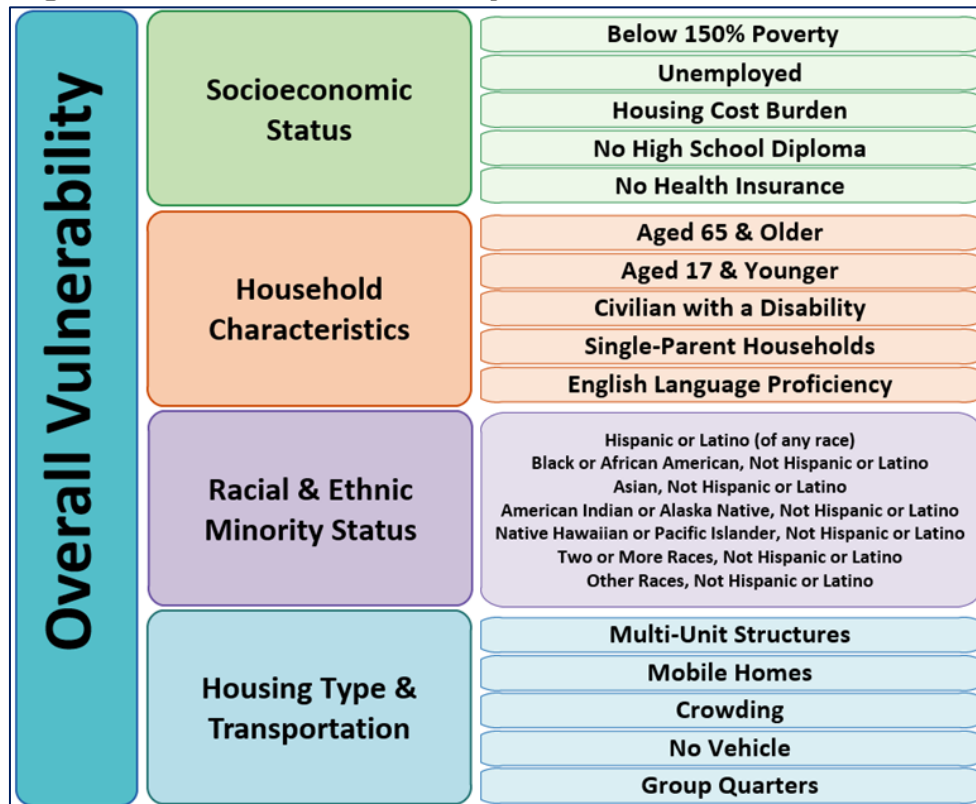 Overall Vulnerability
Socioeconomic
Status
Below 150% Poverty
Unemployed
Housing Cost Burden
No High School Diploma
No Health Insurance
Household
Characteristics
Aged 65 & Older
Aged 17 & Younger
Civilian with a Disability
Single-Parent Households
English Language Proficiency
Racial & Ethnic
Minority Status
Hispanic or Latino (of any race)
Black or African American, Not Hispanic or Latino
Asian, Not Hispanic or Latino
American Indian or Alaska Native, Not Hispanic or Latino
Native Hawaiian or Pacific Islander, Not Hispanic or Latino
Two or More Races, Not Hispanic or Latino
Other Races, Not Hispanic or Latino
Housing Type &
Transportation
Multi-Unit Structures
Mobile Homes
Crowding
No Vehicle
Group Quarters